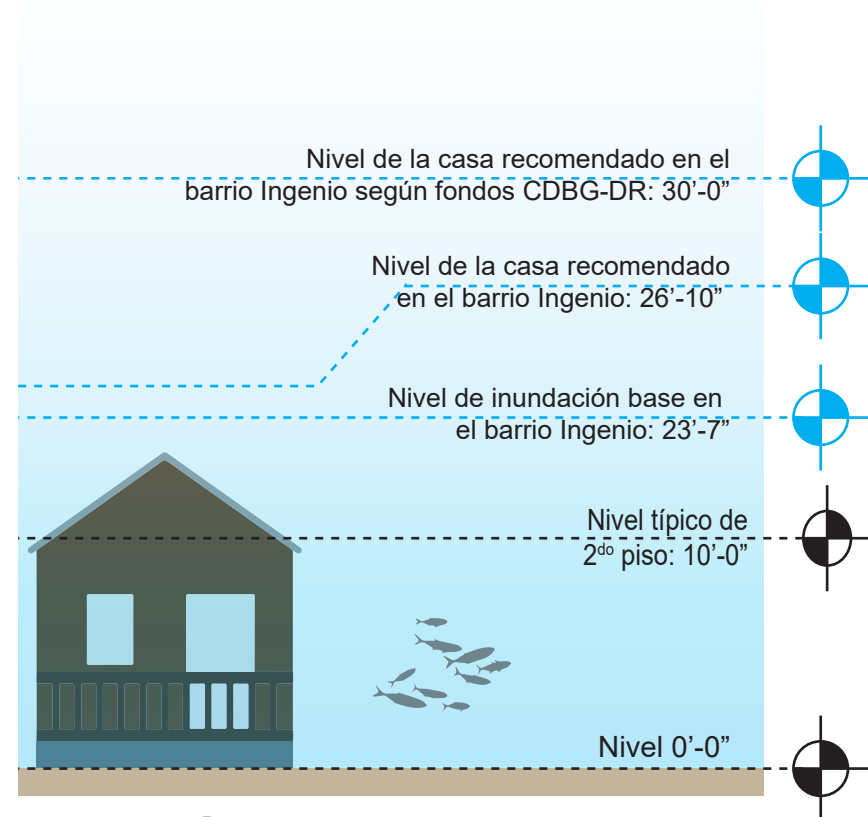 Nivel de la casa recomendado en el
barrio Ingenio según fondos CDBG-DR: 30’-0”
Nivel de la casa recomendado
en el barrio Ingenio: 26’-10”
Nivel de inundación base en
el barrio Ingenio: 23’-7”
Nivel típico de
2do piso: 10’-0”
Nivel 0’-0”